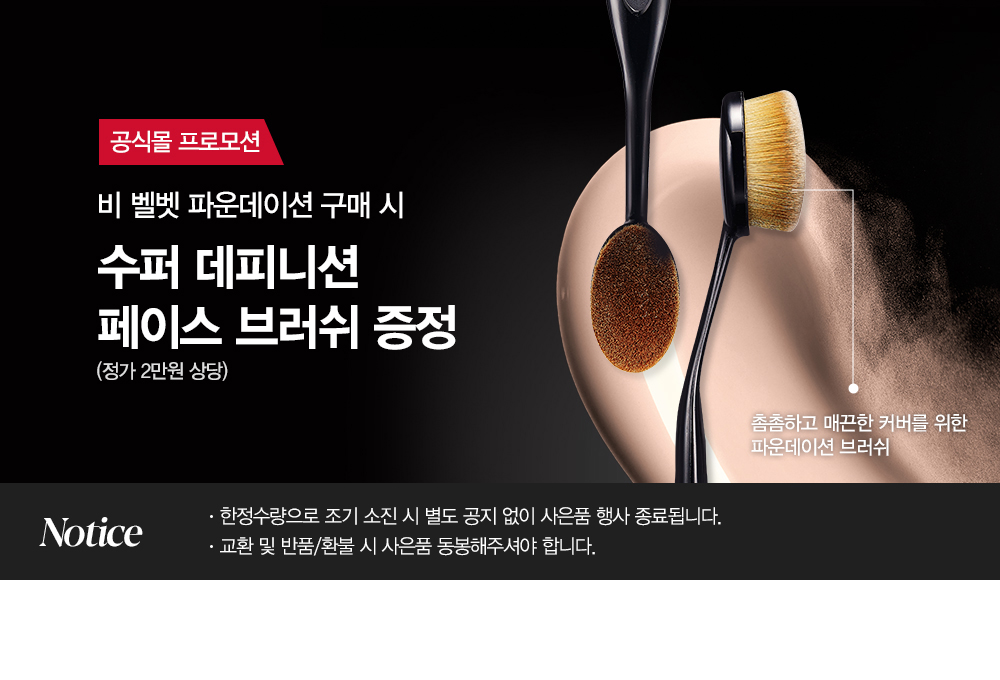 공식몰 프로모션
비 벨벳 파운데이션 구매 시
수퍼 데피니션
페이스 브러쉬 증정
(정가 2만원 상당)
촘촘하고 매끈한 커버를 위한
파운데이션 브러쉬
Notice
· 한정수량으로 조기 소진 시 별도 공지 없이 사은품 행사 종료됩니다.
· 교환 및 반품/환불 시 사은품 동봉해주셔야 합니다.